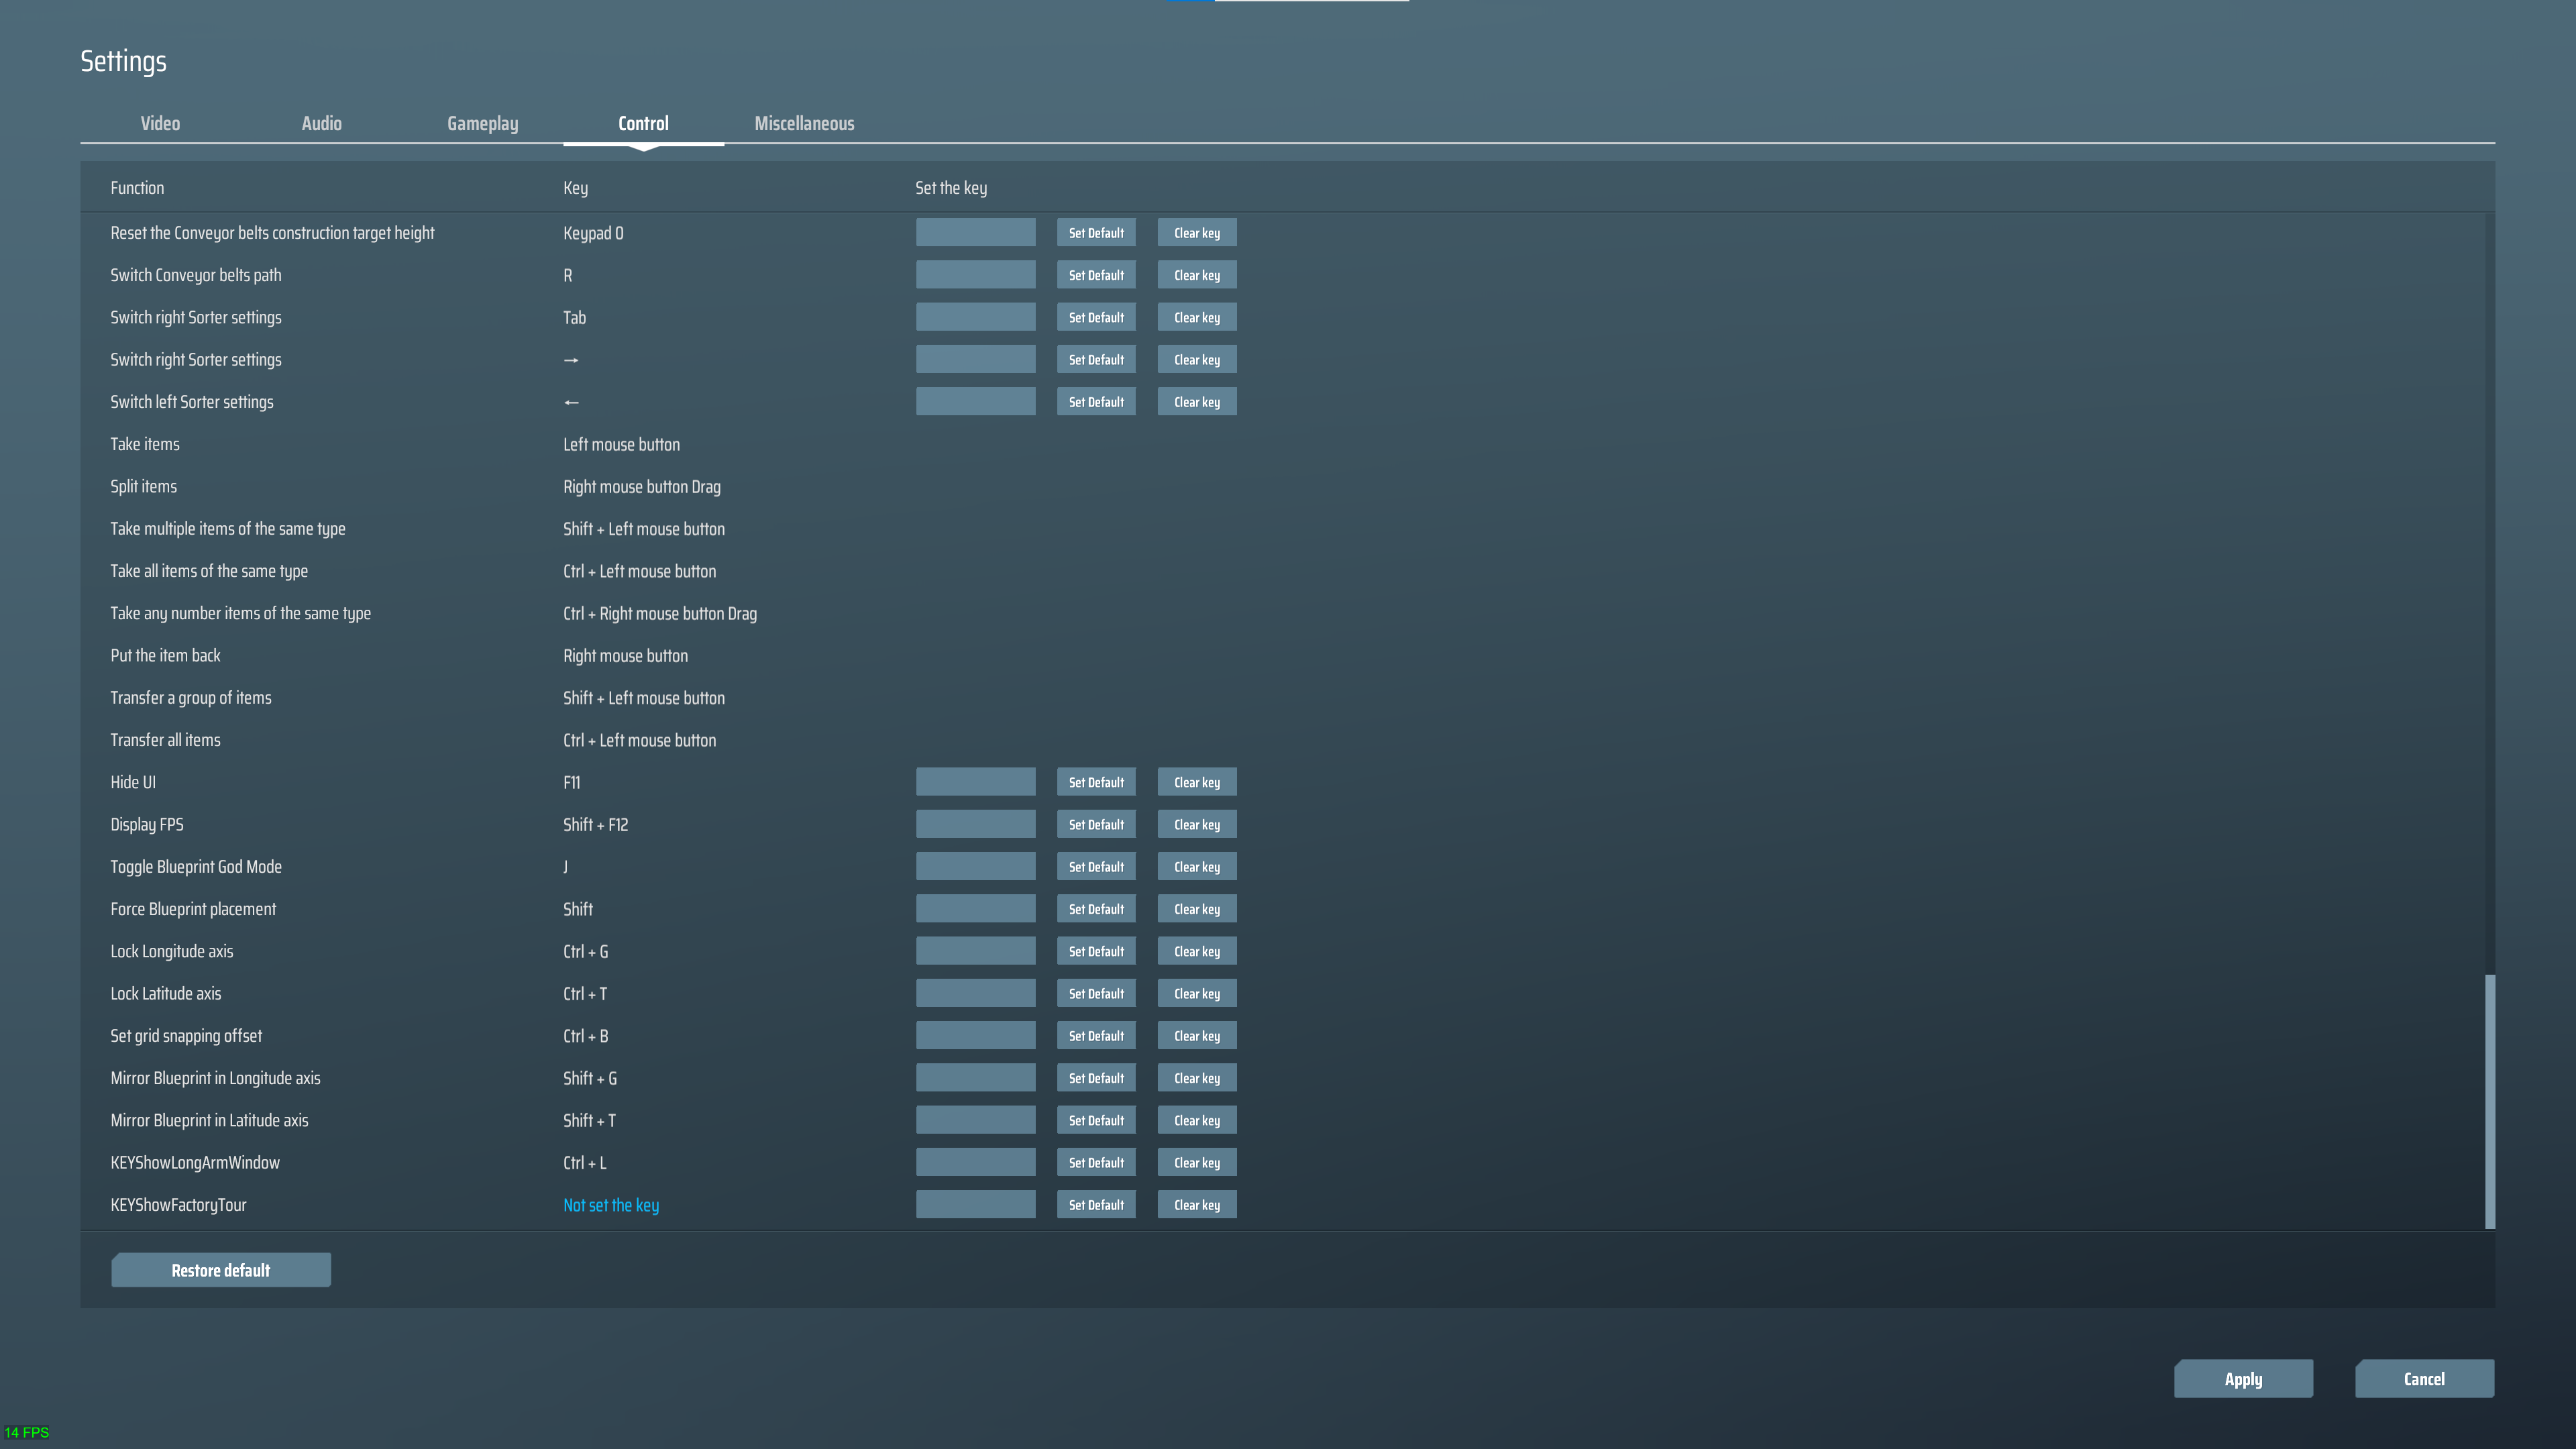 Settings
Video Audio Gameplay Control Miscellaneous
Function Key Set the key
Reset the Conveyor belts construction target height Keypad 0 Set Default Clear key
Switch Conveyor belts path R Set Default Clear key
Switch right Sorter settings Tab Set Default Clear key
Switch right Sorter settings → Set Default Clear key
Switch left Sorter settings ← Set Default Clear key
Take items Left mouse button
Split items Right mouse button Drag
Take multiple items of the same type Shift + Left mouse button
Take all items of the same type Ctrl + Left mouse button
Take any number items of the same type Ctrl + Right mouse button Drag
Put the item back Right mouse button
Transfer a group of items Shift + Left mouse button
Transfer all items Ctrl + Left mouse button
Hide UI F11 Set Default Clear key
Display FPS Shift + F12 Set Default Clear key
Toggle Blueprint God Mode J Set Default Clear key
Force Blueprint placement Shift Set Default Clear key
Lock Longitude axis Ctrl + G Set Default Clear key
Lock Latitude axis Ctrl + T Set Default Clear key
Set grid snapping offset Ctrl + B Set Default Clear key
Mirror Blueprint in Longitude axis Shift + G Set Default Clear key
Mirror Blueprint in Latitude axis Shift + T Set Default Clear key
KEYShowLongArmWindow Ctrl + L Set Default Clear key
KEYShowFactoryTour Not set the key Set Default Clear key
Restore default
Apply Cancel
14 FPS